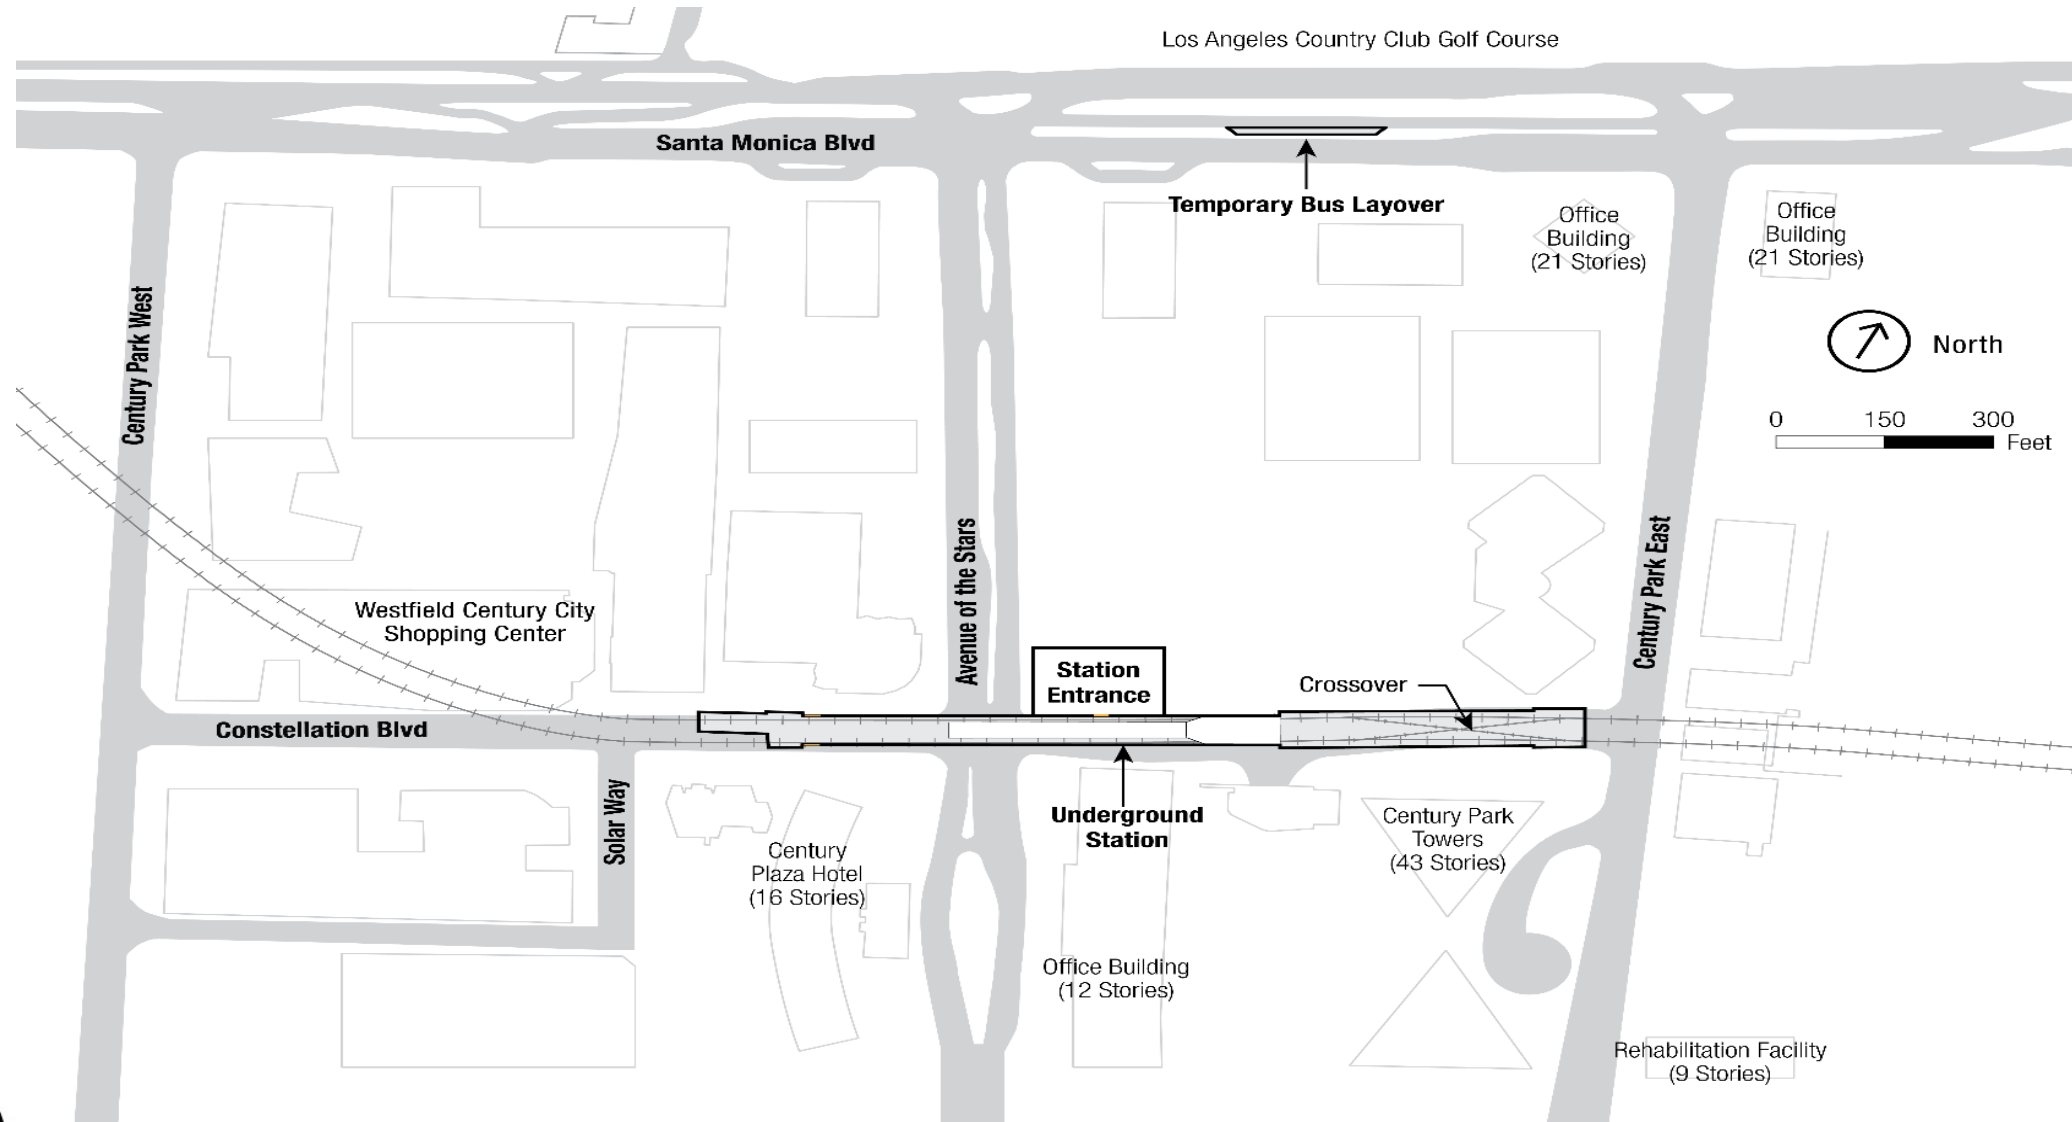 Los Angeles Country Club Golf Course
Santa Monica Blvd
Temporary Bus Layover
Office
Building
(21 Stories)
Office
Building
(21 Stories)
North
0 150 300
Feet
Century Park West
Avenue of the Stars
Century Park East
Westfield Century City
Shopping Center
Station
Entrance
Crossover
Constellation Blvd
Solar Way
Underground
Station
Century
Plaza Hotel
(16 Stories)
Century Park
Towers
(43 Stories)
Office Building
(12 Stories)
Rehabilitation Facility
(9 Stories)